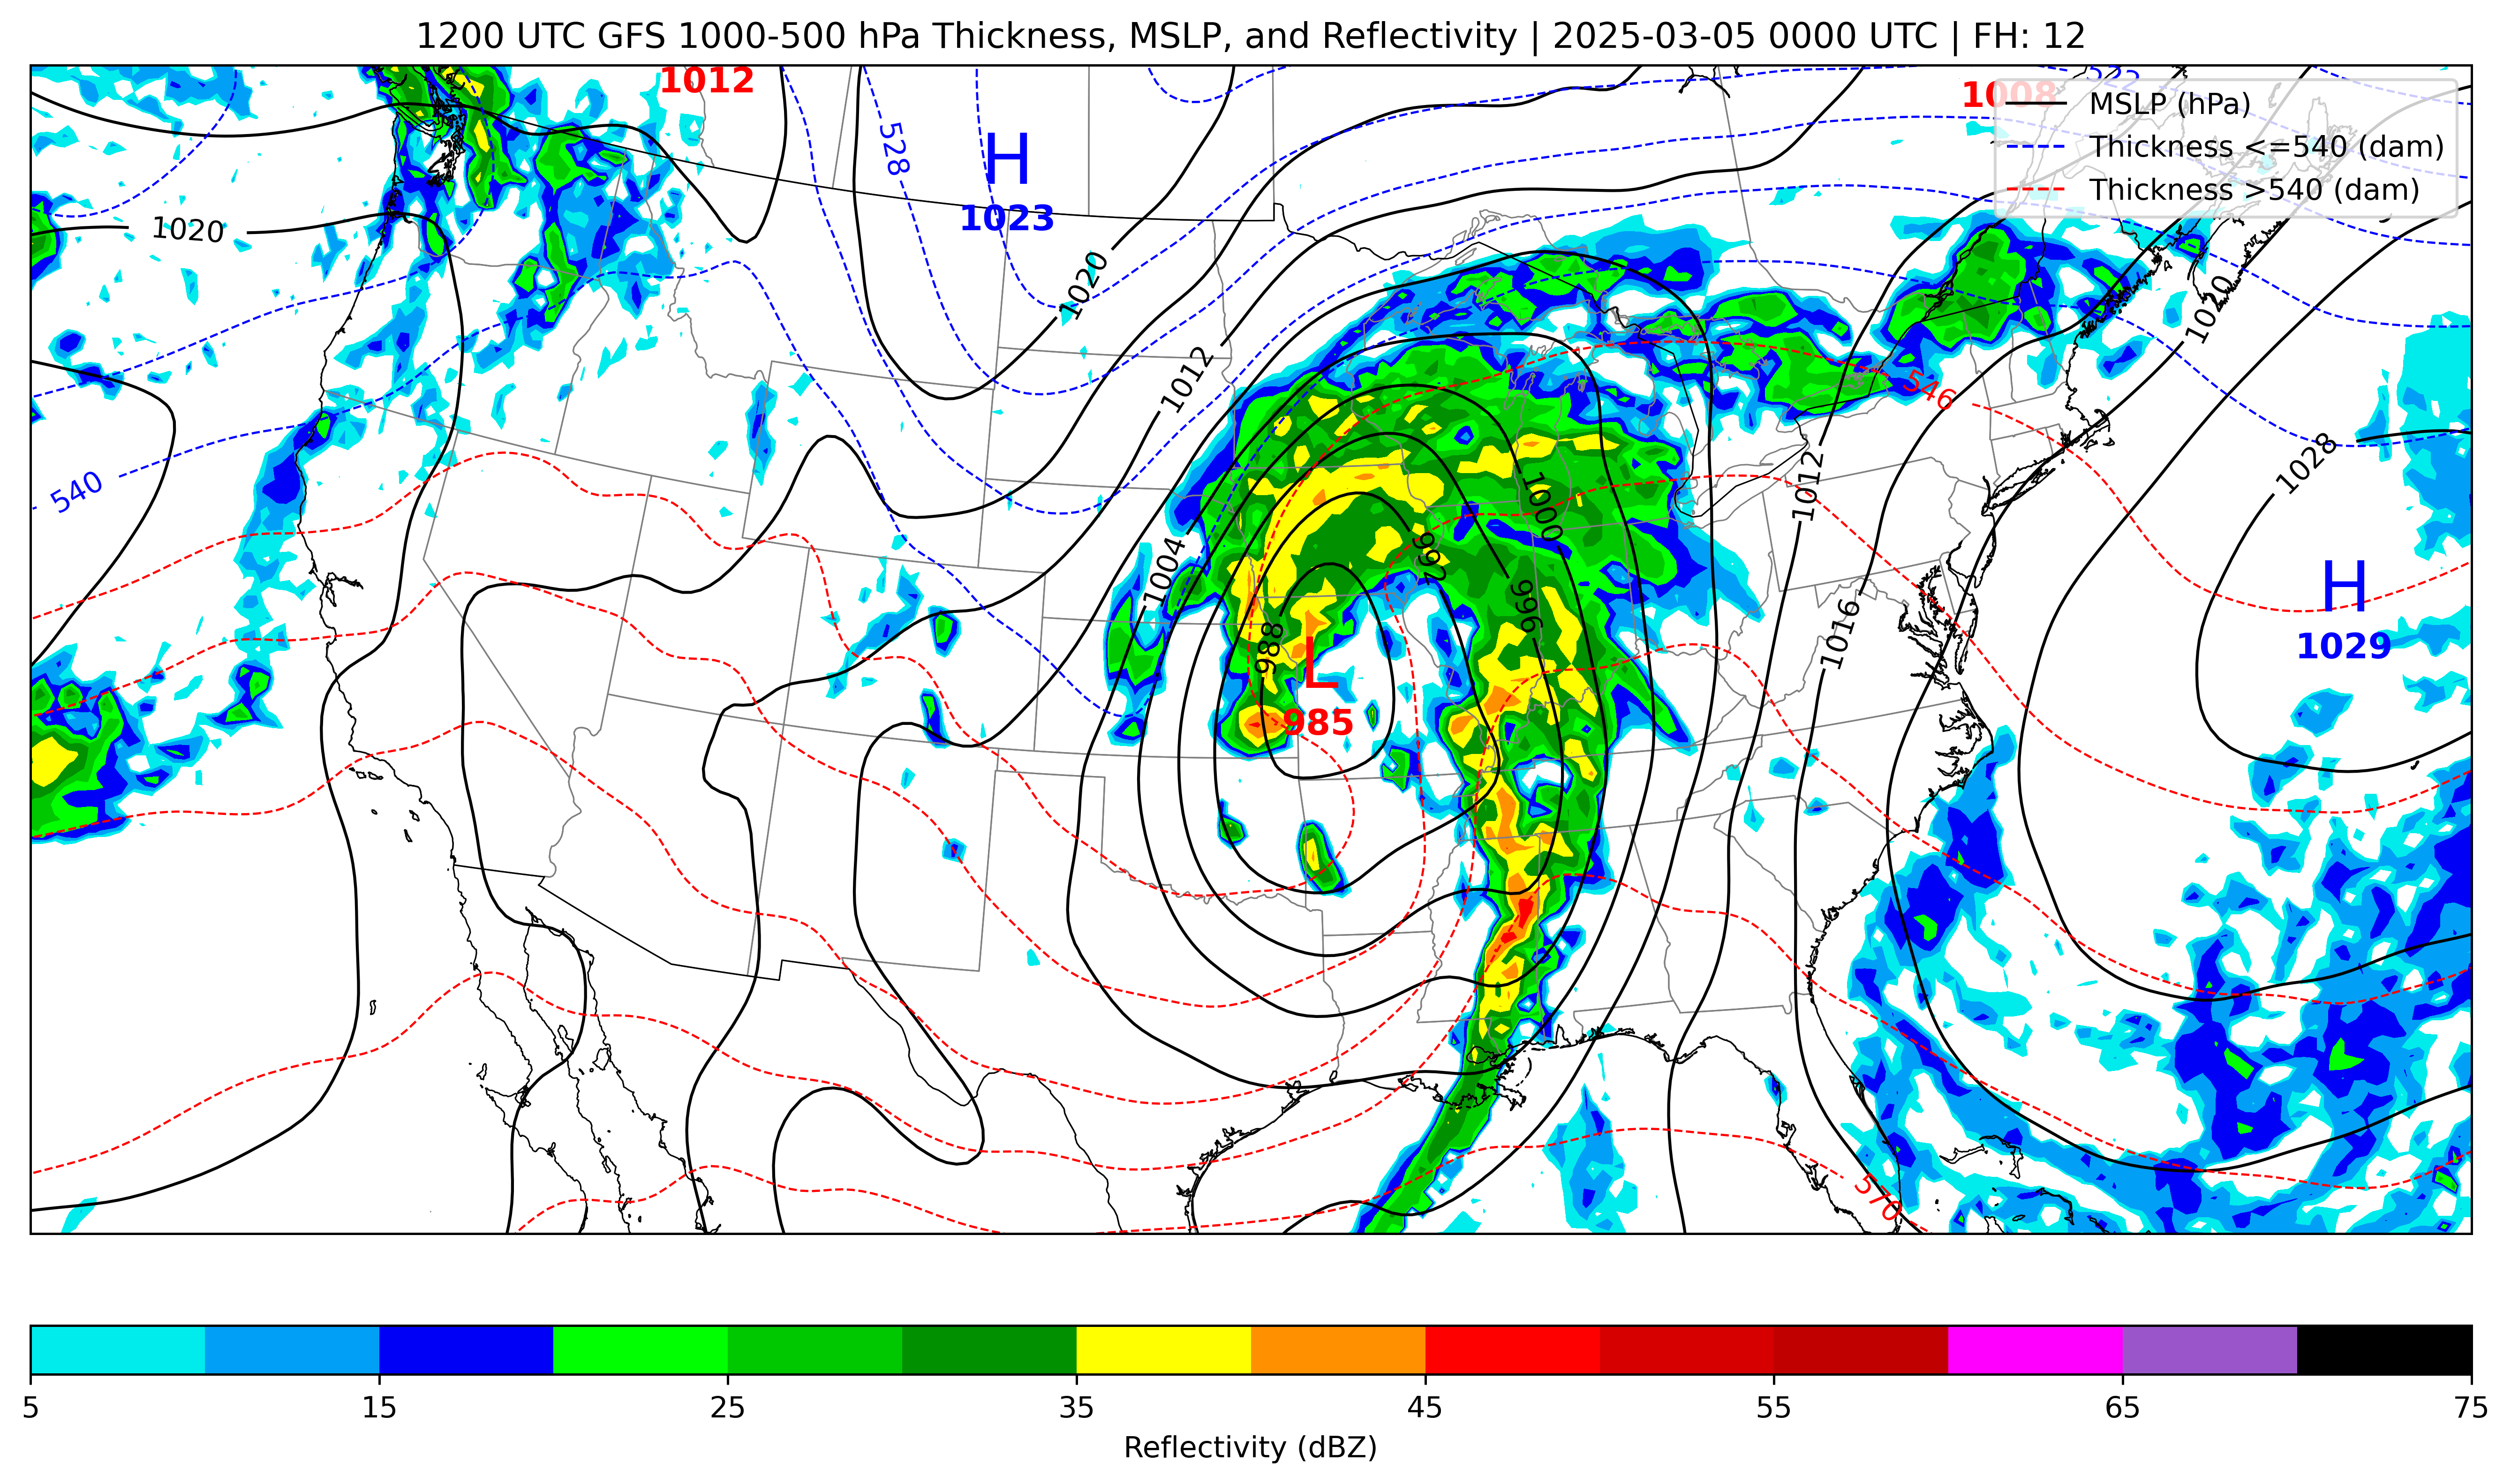 1200 UTC GFS 1000-500 hPa Thickness, MSLP, and Reflectivity | 2025-03-05 0000 UTC | FH: 12
1012
1008
522
MSLP (hPa)
Thickness <=540 (dam)
Thickness >540 (dam)
528
H
1023
1020
1020
1020
1012
546
1028
540
1012
1000
1004
992
996
H
1029
1016
988
L
985
570
5 15 25 35 45 55 65 75
Reflectivity (dBZ)